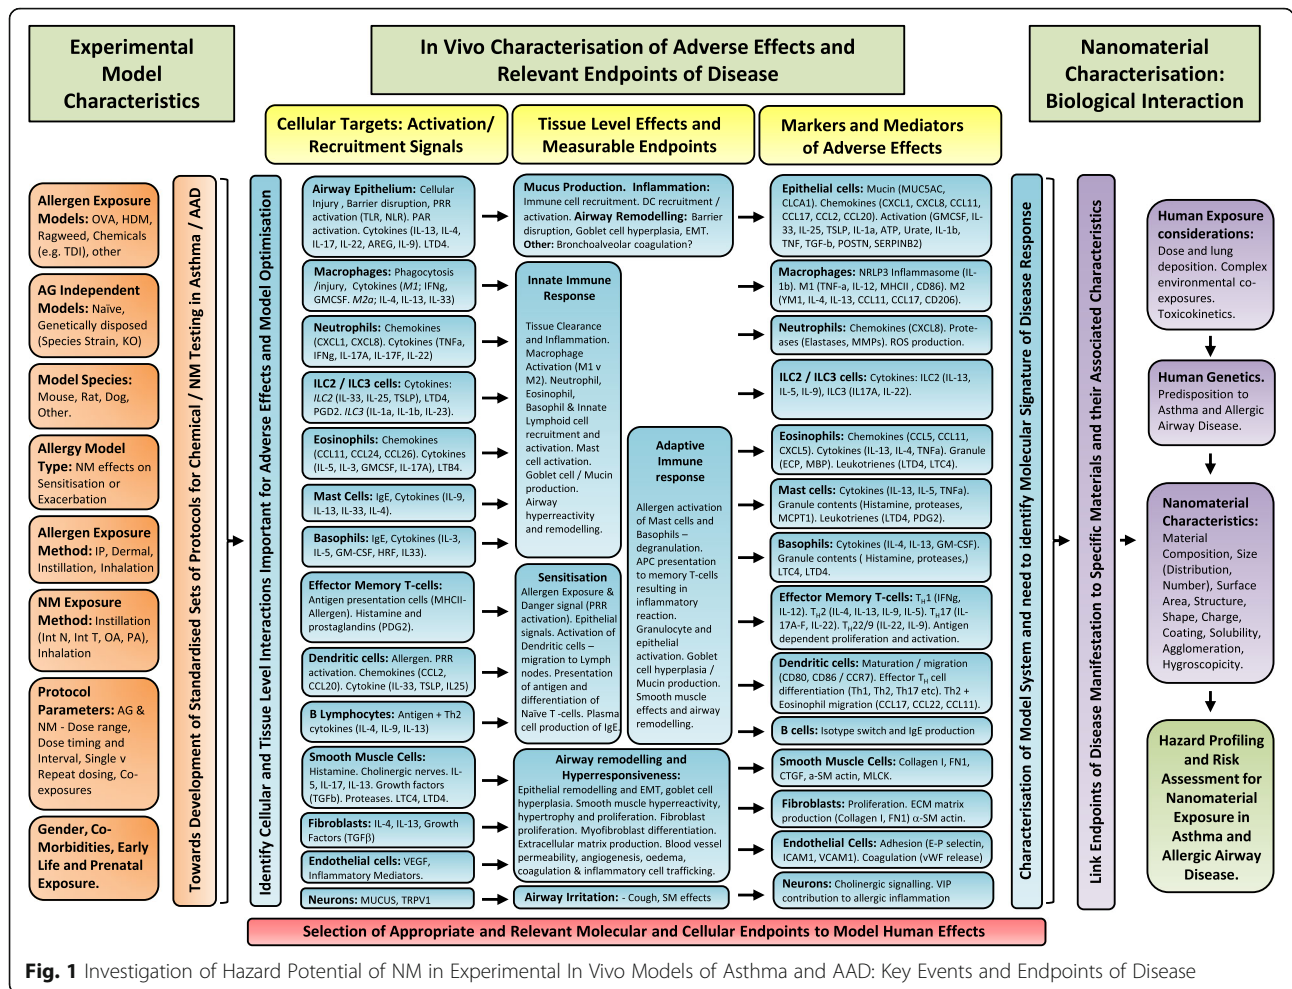 Experimental
Model
Characteristics
In Vivo Characterisation of Adverse Effects and
Relevant Endpoints of Disease
Nanomaterial
Characterisation:
Biological Interaction
Cellular Targets: Activation/
Recruitment Signals
Tissue Level Effects and
Measurable Endpoints
Markers and Mediators
of Adverse Effects
Allergen Exposure
Models: OVA, HDM,
Ragweed, Chemicals
(e.g. TDI), other
AG Independent
Models: Naïve,
Genetically disposed
(Species Strain, KO)
Model Species:
Mouse, Rat, Dog,
Other.
Allergy Model
Type: NM effects on
Sensitisation or
Exacerbation
Allergen Exposure
Method: IP, Dermal,
Instillation, Inhalation
NM Exposure
Method: Instillation
(Int N, Int T, OA, PA),
Inhalation
Protocol
Parameters: AG &
NM - Dose range,
Dose timing and
Interval, Single v
Repeat dosing, Co-
exposures
Gender, Co-
Morbidities, Early
Life and Prenatal
Exposure.
Towards Development of Standardised Sets of Protocols for Chemical / NM Testing in Asthma / AAD
Identify Cellular and Tissue Level Interactions Important for Adverse Effects and Model Optimisation
Airway Epithelium: Cellular
Injury , Barrier disruption, PRR
activation (TLR, NLR). PAR
activation. Cytokines (IL-13, IL-4,
IL-17, IL-22, AREG, IL-9). LTD4.
Macrophages: Phagocytosis
/injury, Cytokines (M1; IFNg,
GMCSF. M2a; IL-4, IL-13, IL-33)
Neutrophils: Chemokines
(CXCL1, CXCL8). Cytokines (TNFa,
IFNg, IL-17A, IL-17F, IL-22)
ILC2 / ILC3 cells: Cytokines:
ILC2 (IL-33, IL-25, TSLP), LTD4,
PGD2. ILC3 (IL-1a, IL-1b, IL-23).
Eosinophils: Chemokines
(CCL11, CCL24, CCL26). Cytokines
(IL-5, IL-3, GMCSF, IL-17A), LTB4.
Mast Cells: IgE, Cytokines (IL-9,
IL-13, IL-33, IL-4).
Basophils: IgE, Cytokines (IL-3,
IL-5, GM-CSF, HRF, IL33).
Effector Memory T-cells:
Antigen presentation cells (MHCII-
Allergen). Histamine and
prostaglandins (PDG2).
Dendritic cells: Allergen. PRR
activation. Chemokines (CCL2,
CCL20). Cytokine (IL-33, TSLP, IL25)
B Lymphocytes: Antigen + Th2
cytokines (IL-4, IL-9, IL-13)
Smooth Muscle Cells:
Histamine. Cholinergic nerves. IL-
5, IL-17, IL-13. Growth factors
(TGFb). Proteases. LTC4, LTD4.
Fibroblasts: IL-4, IL-13, Growth
Factors (TGFβ)
Endothelial cells: VEGF,
Inflammatory Mediators.
Neurons: MUCUS, TRPV1
Mucus Production. Inflammation:
Immune cell recruitment. DC recruitment /
activation. Airway Remodelling: Barrier
disruption, Goblet cell hyperplasia, EMT.
Other: Bronchoalveolar coagulation?
Innate Immune
Response
Tissue Clearance
and Inflammation.
Macrophage
Activation (M1 v
M2). Neutrophil,
Eosinophil,
Basophil & Innate
Lymphoid cell
recruitment and
activation. Mast
cell activation.
Goblet cell / Mucin
production.
Airway
hyperreactivity
and remodelling.
Adaptive
Immune
response
Allergen activation
of Mast cells and
Basophils –
degranulation.
APC presentation
to memory T-cells
resulting in
inflammatory
reaction.
Granulocyte and
epithelial
activation. Goblet
cell hyperplasia /
Mucin production.
Smooth muscle
effects and airway
remodelling.
Sensitisation
Allergen Exposure &
Danger signal (PRR
activation). Epithelial
signals. Activation of
Dendritic cells –
migration to Lymph
nodes. Presentation
of antigen and
differentiation of
Naïve T -cells. Plasma
cell production of IgE.
Airway remodelling and
Hyperresponsiveness:
Epithelial remodelling and EMT, goblet cell
hyperplasia. Smooth muscle hyperreactivity,
hypertrophy and proliferation. Fibroblast
proliferation. Myofibroblast differentiation.
Extracellular matrix production. Blood vessel
permeability, angiogenesis, oedema,
coagulation & inflammatory cell trafficking.
Airway Irritation: - Cough, SM effects
Epithelial cells: Mucin (MUC5AC,
CLCA1). Chemokines (CXCL1, CXCL8, CCL11,
CCL17, CCL2, CCL20). Activation (GMCSF, IL-
33, IL-25, TSLP, IL-1a, ATP, Urate, IL-1b,
TNF, TGF-b, POSTN, SERPINB2)
Macrophages: NRLP3 Inflammasome (IL-
1b). M1 (TNF-a, IL-12, MHCII , CD86). M2
(YM1, IL-4, IL-13, CCL11, CCL17, CD206).
Neutrophils: Chemokines (CXCL8). Prote-
ases (Elastases, MMPs). ROS production.
ILC2 / ILC3 cells: Cytokines: ILC2 (IL-13,
IL-5, IL-9), ILC3 (IL17A, IL-22).
Eosinophils: Chemokines (CCL5, CCL11,
CXCL5). Cytokines (IL-13, IL-4, TNFa). Granule
(ECP, MBP). Leukotrienes (LTD4, LTC4).
Mast cells: Cytokines (IL-13, IL-5, TNFa).
Granule contents (Histamine, proteases,
MCPT1). Leukotrienes (LTD4, PDG2).
Basophils: Cytokines (IL-4, IL-13, GM-CSF).
Granule contents ( Histamine, proteases,)
LTC4, LTD4.
Effector Memory T-cells: TH1 (IFNg,
IL-12). TH2 (IL-4, IL-13, IL-9, IL-5). TH17 (IL-
17A-F, IL-22). TH22/9 (IL-22, IL-9). Antigen
dependent proliferation and activation.
Dendritic cells: Maturation / migration
(CD80, CD86 / CCR7). Effector TH cell
differentiation (Th1, Th2, Th17 etc). Th2 +
Eosinophil migration (CCL17, CCL22, CCL11).
B cells: Isotype switch and IgE production
Smooth Muscle Cells: Collagen I, FN1,
CTGF, a-SM actin, MLCK.
Fibroblasts: Proliferation. ECM matrix
production (Collagen I, FN1) α-SM actin.
Endothelial Cells: Adhesion (E-P selectin,
ICAM1, VCAM1). Coagulation (vWF release)
Neurons: Cholinergic signalling. VIP
contribution to allergic inflammation
Characterisation of Model System and need to identify Molecular Signature of Disease Response
Link Endpoints of Disease Manifestation to Specific Materials and their Associated Characteristics
Human Exposure
considerations:
Dose and lung
deposition. Complex
environmental co-
exposures.
Toxicokinetics.
Human Genetics.
Predisposition to
Asthma and Allergic
Airway Disease.
Nanomaterial
Characteristics:
Material
Composition, Size
(Distribution,
Number), Surface
Area, Structure,
Shape, Charge,
Coating, Solubility,
Agglomeration,
Hygroscopicity.
Hazard Profiling
and Risk
Assessment for
Nanomaterial
Exposure in
Asthma and
Allergic Airway
Disease.
Selection of Appropriate and Relevant Molecular and Cellular Endpoints to Model Human Effects
Fig. 1 Investigation of Hazard Potential of NM in Experimental In Vivo Models of Asthma and AAD: Key Events and Endpoints of Disease